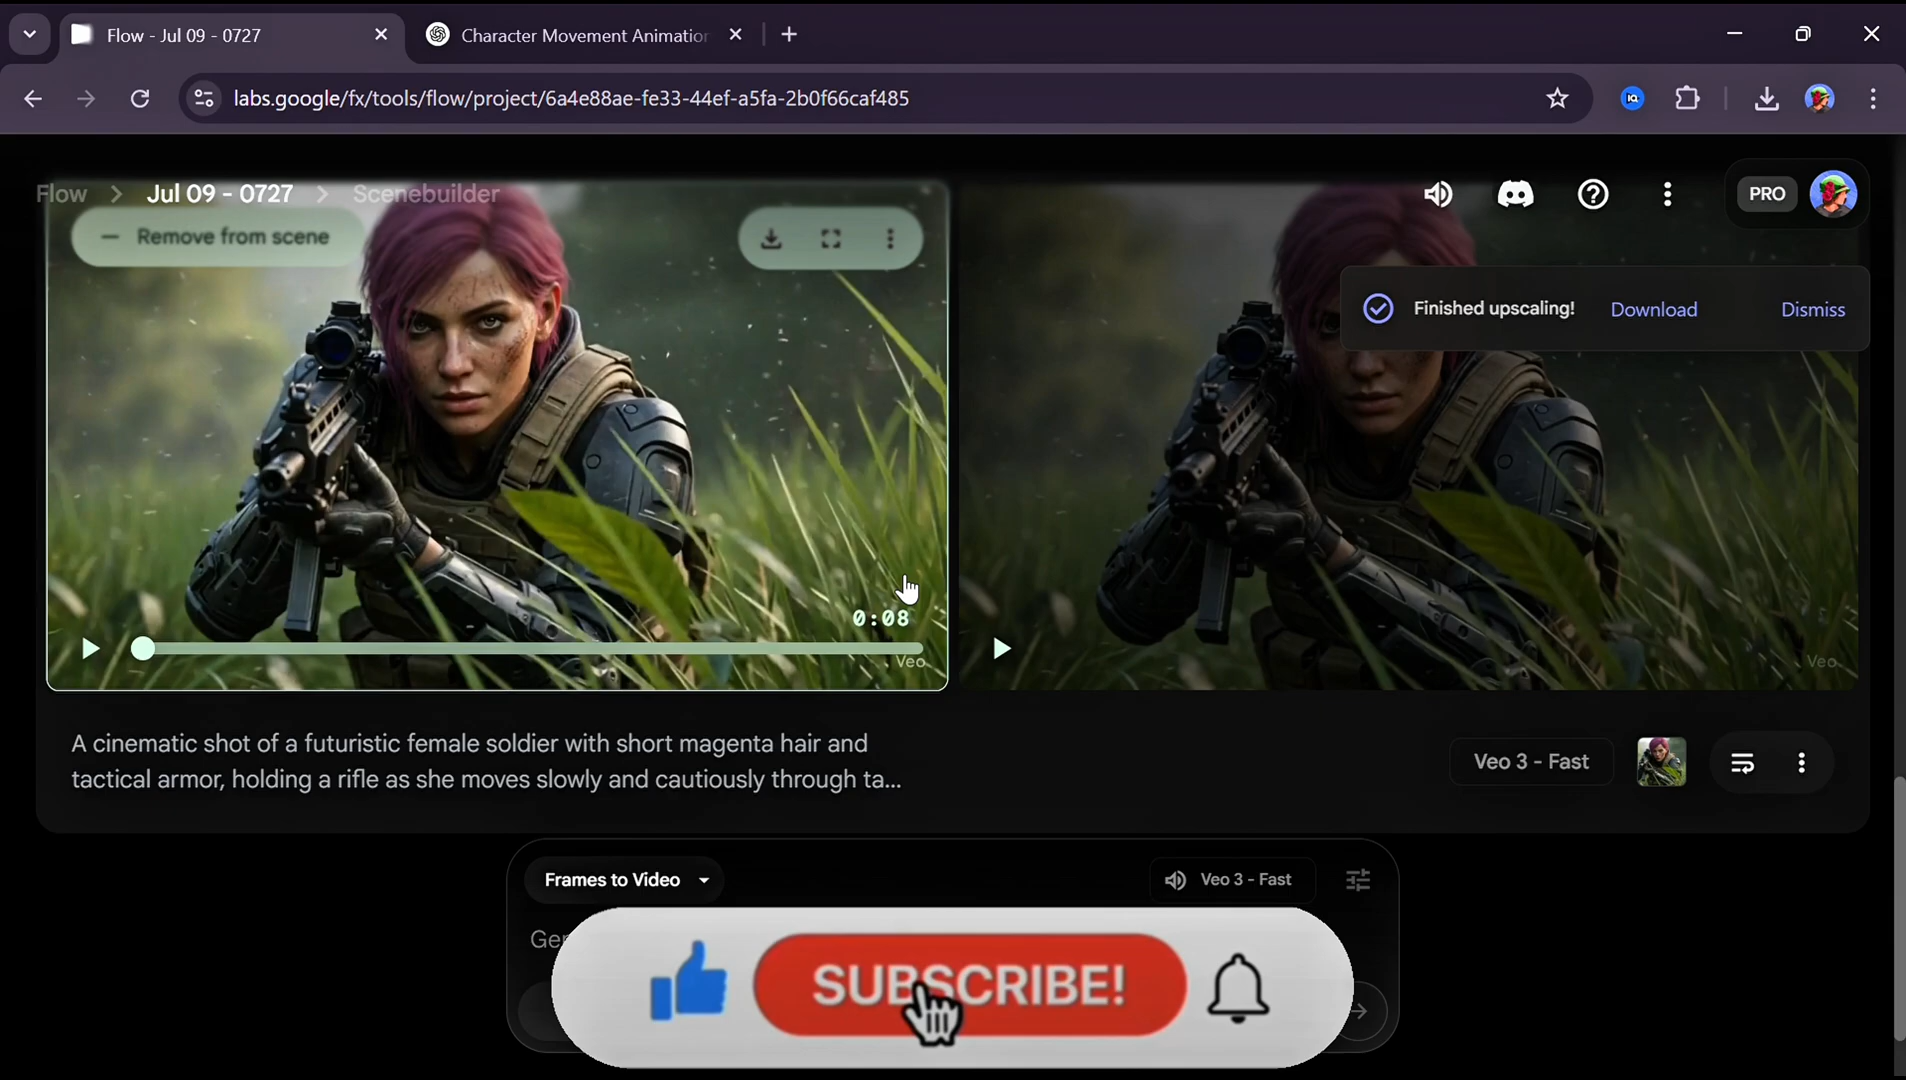 Flow - Jul 09 - 0727
Character Movement Animation
labs.google/fx/tools/flow/project/6a4e88ae-fe33-44ef-a5fa-2b0f66caf485
Flow > Jul 09 - 0727 > Scenebuilder
PRO
Remove from scene
Finished upscaling! Download Dismiss
0:08
Veo
Veo
A cinematic shot of a futuristic female soldier with short magenta hair and
tactical armor, holding a rifle as she moves slowly and cautiously through ta...
Veo 3 - Fast
Frames to Video
Veo 3 - Fast
SUBSCRIBE!